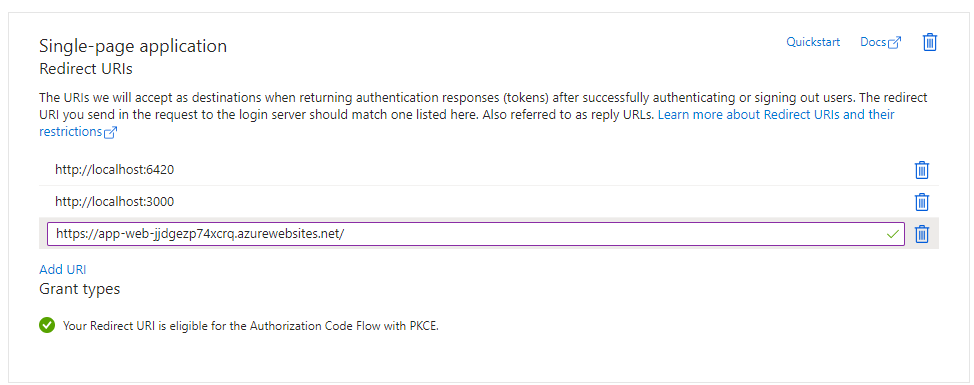 Single-page application
Quickstart
Docs
Redirect URIs
The URIs we will accept as destinations when returning authentication responses (tokens) after successfully authenticating or signing out users. The redirect
URI you send in the request to the login server should match one listed here. Also referred to as reply URLs. Learn more about Redirect URIs and their
restrictions
http://localhost:6420
http://localhost:3000
https://app-web-jjdgezp74xcrq.azurewebsites.net/
Add URI
Grant types
Your Redirect URI is eligible for the Authorization Code Flow with PKCE.